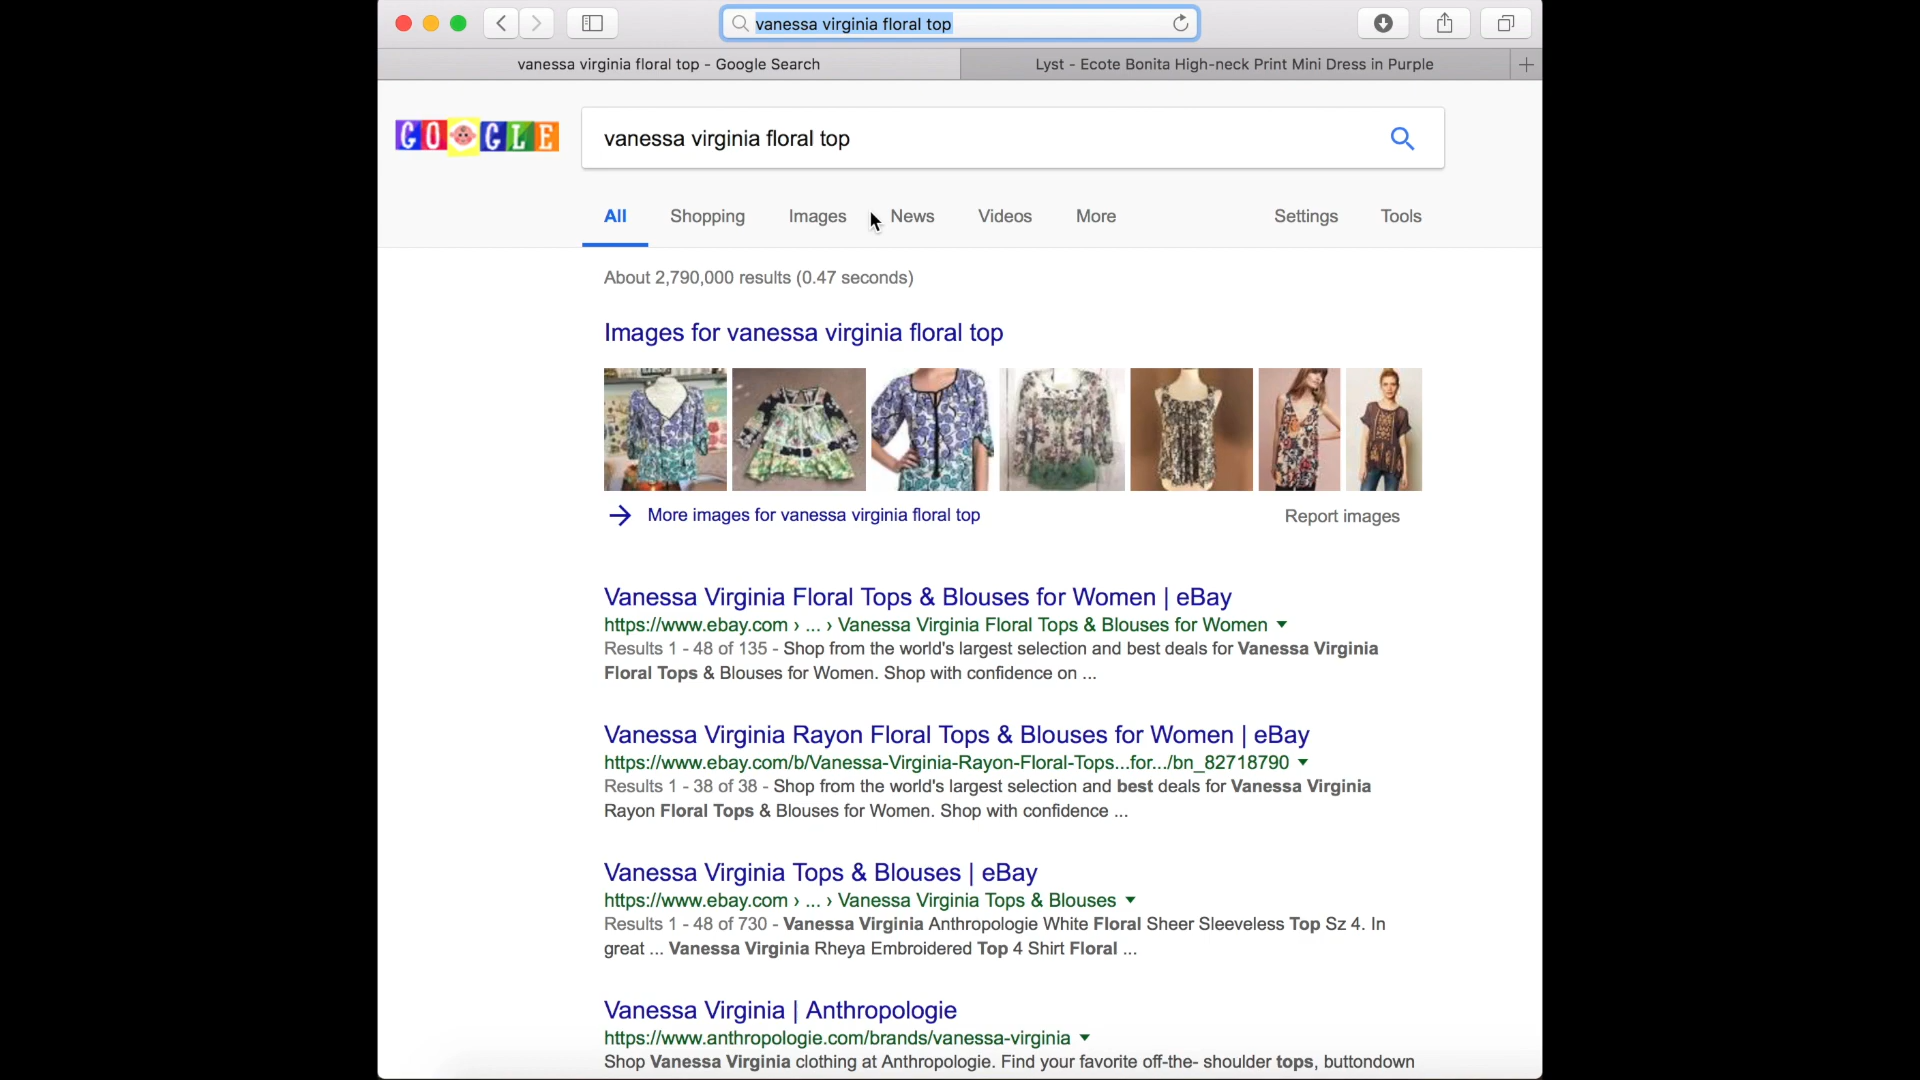 vanessa virginia floral top
vanessa virginia floral top - Google Search
Lyst - Ecote Bonita High-neck Print Mini Dress in Purple
GOOGLE
vanessa virginia floral top
All Shopping Images News Videos More Settings Tools
About 2,790,000 results (0.47 seconds)
Images for vanessa virginia floral top
More images for vanessa virginia floral top
Report images
Vanessa Virginia Floral Tops & Blouses for Women | eBay
https://www.ebay.com › ... › Vanessa Virginia Floral Tops & Blouses for Women
Results 1 - 48 of 135 - Shop from the world's largest selection and best deals for Vanessa Virginia
Floral Tops & Blouses for Women. Shop with confidence on ...
Vanessa Virginia Rayon Floral Tops & Blouses for Women | eBay
https://www.ebay.com/b/Vanessa-Virginia-Rayon-Floral-Tops...for.../bn_82718790
Results 1 - 38 of 38 - Shop from the world's largest selection and best deals for Vanessa Virginia
Rayon Floral Tops & Blouses for Women. Shop with confidence ...
Vanessa Virginia Tops & Blouses | eBay
https://www.ebay.com › ... › Vanessa Virginia Tops & Blouses
Results 1 - 48 of 730 - Vanessa Virginia Anthropologie White Floral Sheer Sleeveless Top Sz 4. In
great ... Vanessa Virginia Rheya Embroidered Top 4 Shirt Floral ...
Vanessa Virginia | Anthropologie
https://www.anthropologie.com/brands/vanessa-virginia
Shop Vanessa Virginia clothing at Anthropologie. Find your favorite off-the- shoulder tops, buttondown